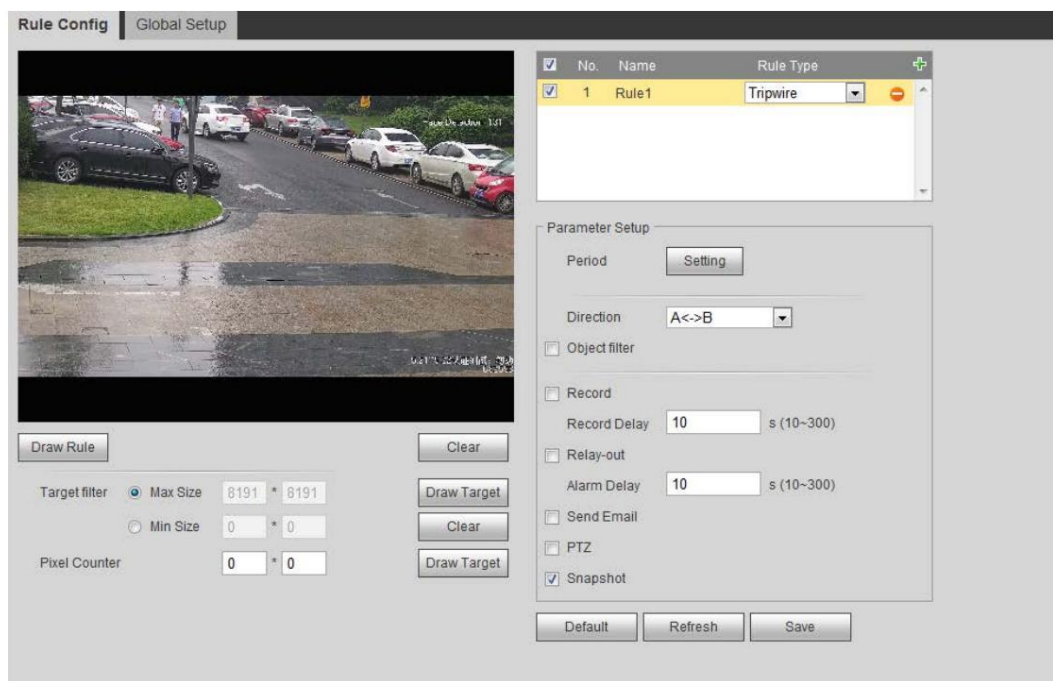 Rule Config Global Setup
No. Name Rule Type
1 Rule1 Tripwire
Parameter Setup
Period Setting
Direction A<->B
Object filter
Record
Record Delay 10 s (10~300)
Relay-out
Alarm Delay 10 s (10~300)
Send Email
PTZ
Snapshot
Default Refresh Save
Draw Rule Clear
Target filter Max Size 8191 * 8191 Draw Target
Min Size 0 * 0 Clear
Pixel Counter 0 * 0 Draw Target